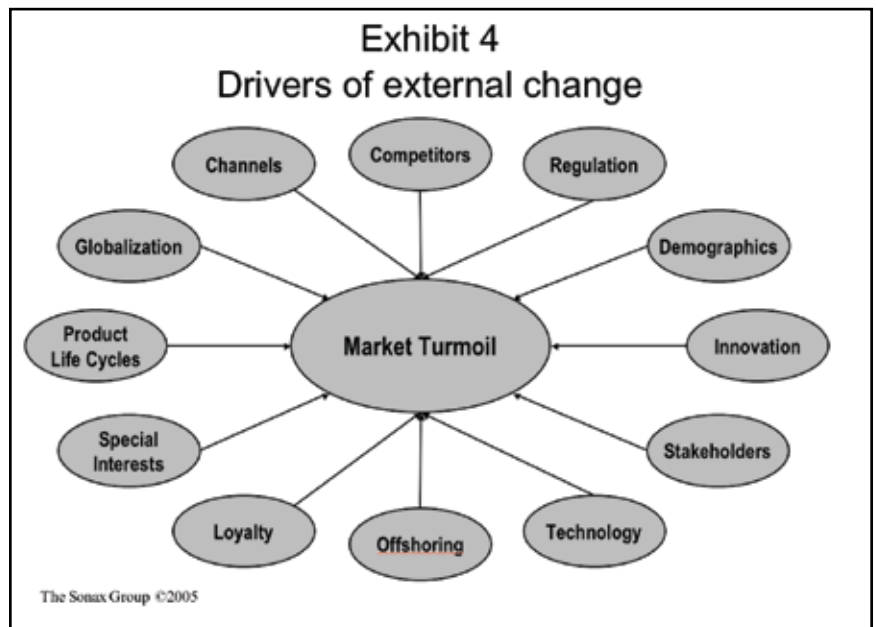 Exhibit 4
Drivers of external change
Competitors
Channels
Regulation
Globalization
Demographics
Product
Life Cycles
Market Turmoil
Innovation
Special
Interests
Stakeholders
Loyalty
Offshoring
Technology
The Sonax Group ©2005